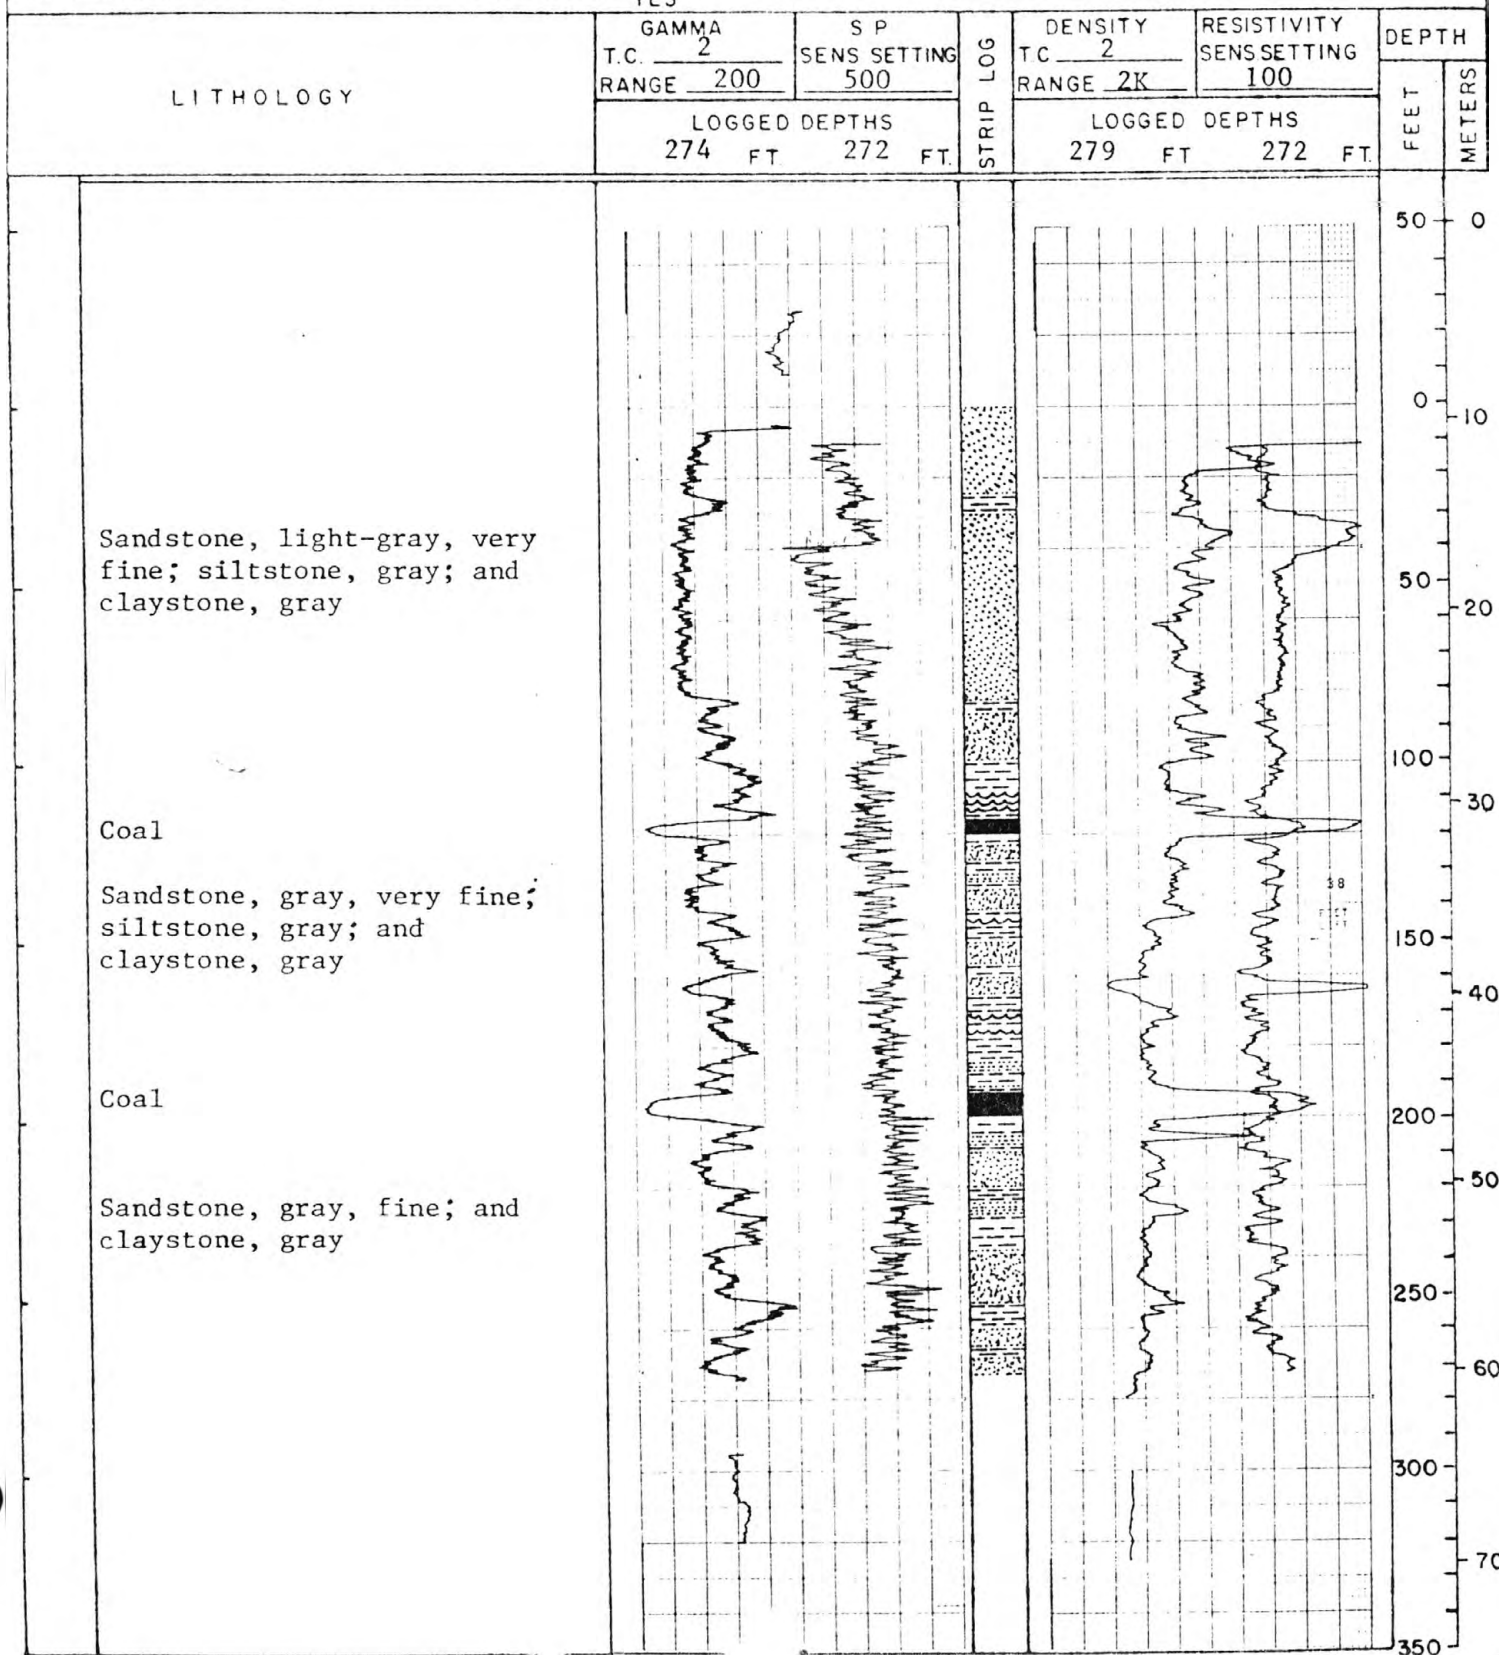 LITHOLOGY
GAMMA
T.C. 2
RANGE 200
S P
SENS SETTING
500
LOGGED DEPTHS
274 FT. 272 FT.
STRIP LOG
DENSITY
T.C 2
RANGE 2K
RESISTIVITY
SENS SETTING
100
LOGGED DEPTHS
279 FT 272 FT.
DEPTH
FEET
METERS
50 0
0
10
Sandstone, light-gray, very
fine; siltstone, gray; and
claystone, gray
50
20
100
30
Coal
Sandstone, gray, very fine;
siltstone, gray; and
claystone, gray
38
150
40
Coal
200
50
Sandstone, gray, fine; and
claystone, gray
250
60
300
70
350